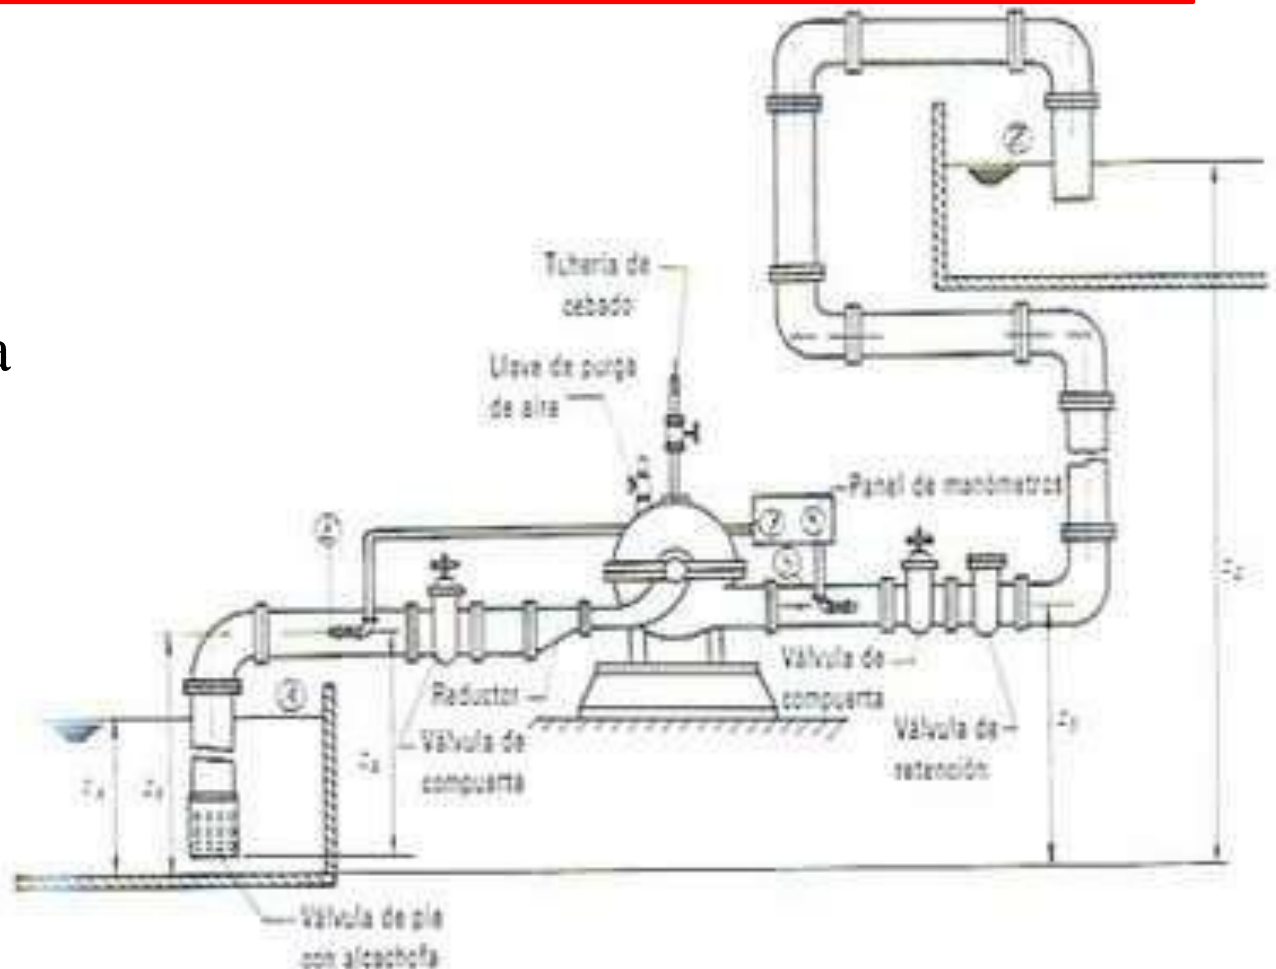 a
Tubería de
cebado
Llave de purga
de aire
Panel de manómetros
Válvula de
compuerta
Reductor
Válvula de
compuerta
Válvula de
retención
Válvula de pie
con alcachofa